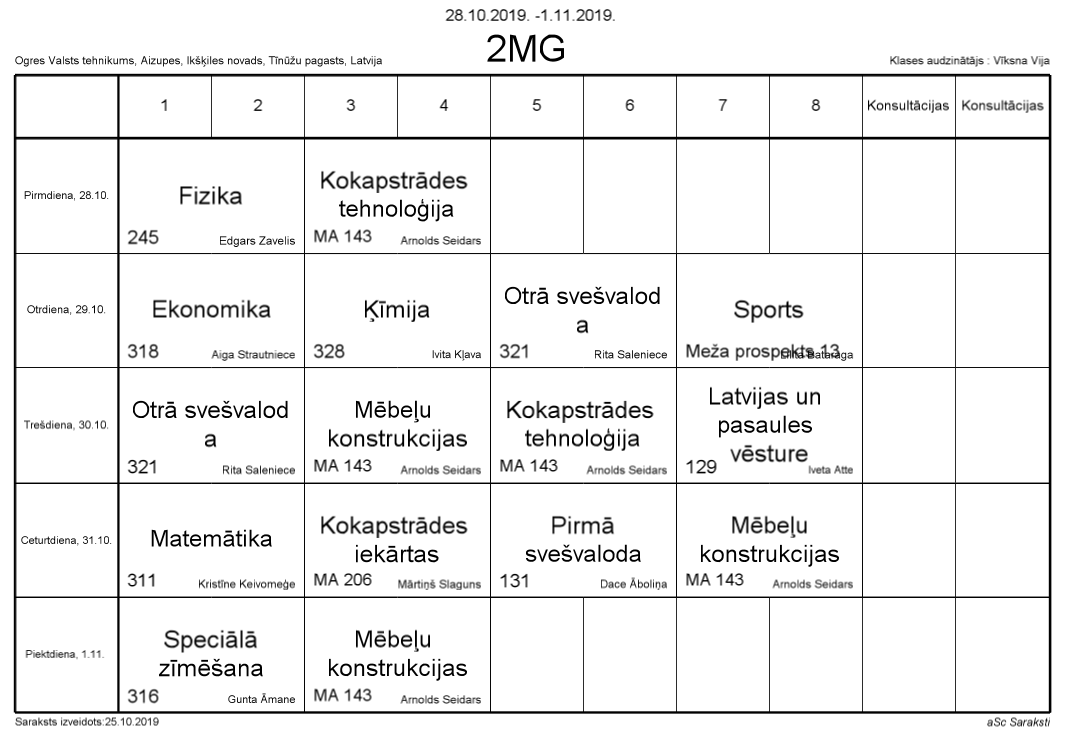 28.10.2019. -1.11.2019.
2MG
Ogres Valsts tehnikums, Aizupes, Ikšķiles novads, Tīnūžu pagasts, Latvija
Klases audzinātājs : Vīksna Vija
1 2 3 4 5 6 7 8 Konsultācijas Konsultācijas
Pirmdiena, 28.10.
Fizika
245 Edgars Zavelis
Kokapstrādes
tehnoloģija
MA 143 Arnolds Seidars
Otrdiena, 29.10.
Ekonomika
318 Aiga Strautniece
Ķīmija
328 Ivita Kļava
Otrā svešvalod
a
321 Rita Saleniece
Sports
Meža prospekts 13
Trešdiena, 30.10.
Otrā svešvalod
a
321 Rita Saleniece
Mēbeļu
konstrukcijas
MA 143 Arnolds Seidars
Kokapstrādes
tehnoloģija
MA 143 Arnolds Seidars
Latvijas un
pasaules
vēsture
129 Iveta Atte
Ceturtdiena, 31.10.
Matemātika
311 Kristīne Keivomeģe
Kokapstrādes
iekārtas
MA 206 Mārtiņš Slaguns
Pirmā
svešvaloda
131 Dace Āboliņa
Mēbeļu
konstrukcijas
MA 143 Arnolds Seidars
Piektdiena, 1.11.
Speciālā
zīmēšana
316 Gunta Āmane
Mēbeļu
konstrukcijas
MA 143 Arnolds Seidars
Saraksts izveidots:25.10.2019
aSc Saraksti